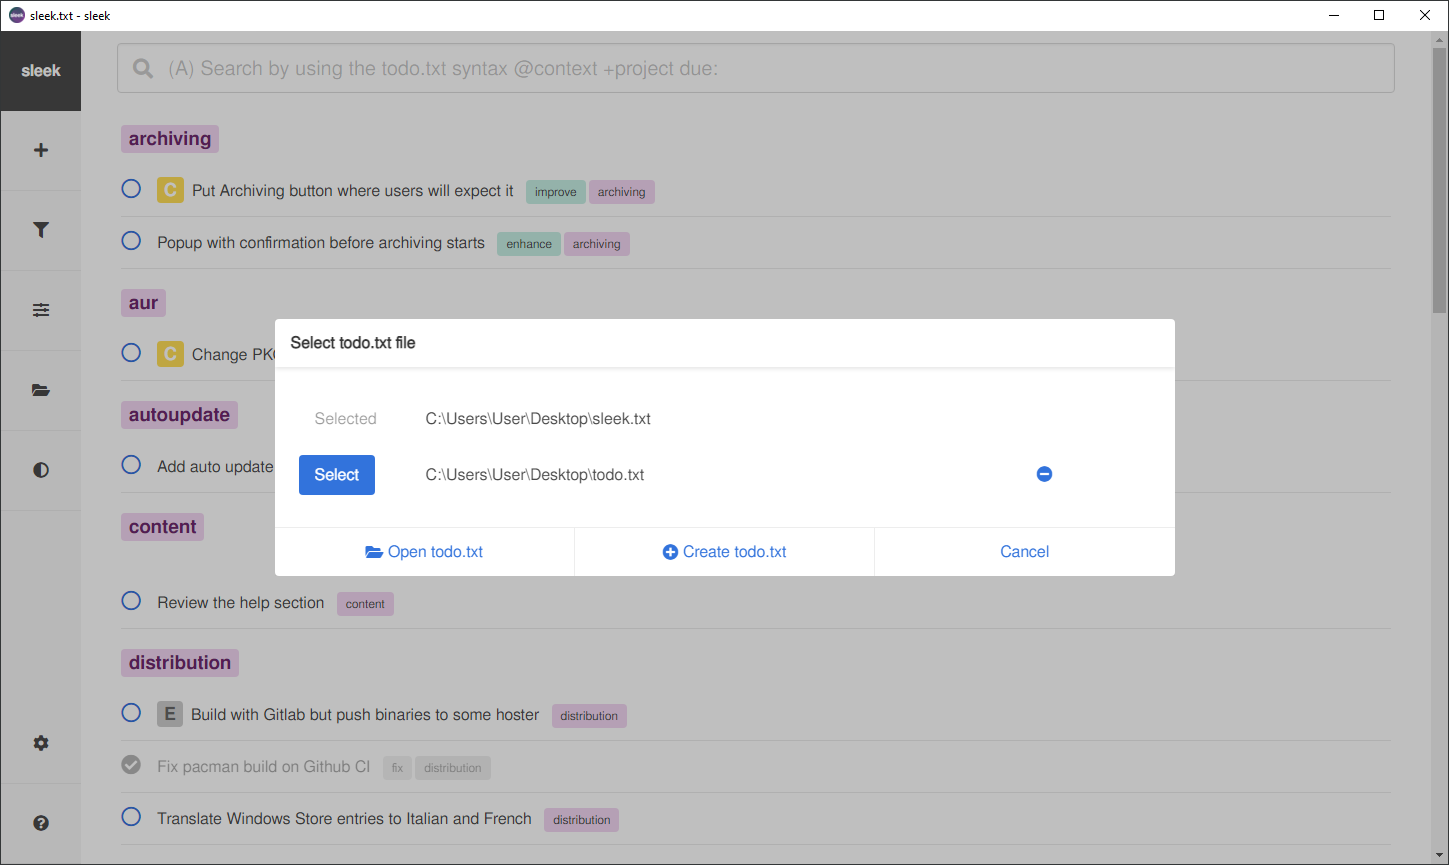 sleek.txt - sleek
sleek
(A) Search by using the todo.txt syntax @context +project due:
archiving
C Put Archiving button where users will expect it improve archiving
Popup with confirmation before archiving starts enhance archiving
aur
C Change
autoupdate
Add auto update
content
Select todo.txt file
Selected C:\Users\User\Desktop\sleek.txt
Select C:\Users\User\Desktop\todo.txt
Open todo.txt Create todo.txt Cancel
Review the help section content
distribution
E Build with Gitlab but push binaries to some hoster distribution
Fix pacman build on Github CI fix distribution
Translate Windows Store entries to Italian and French distribution